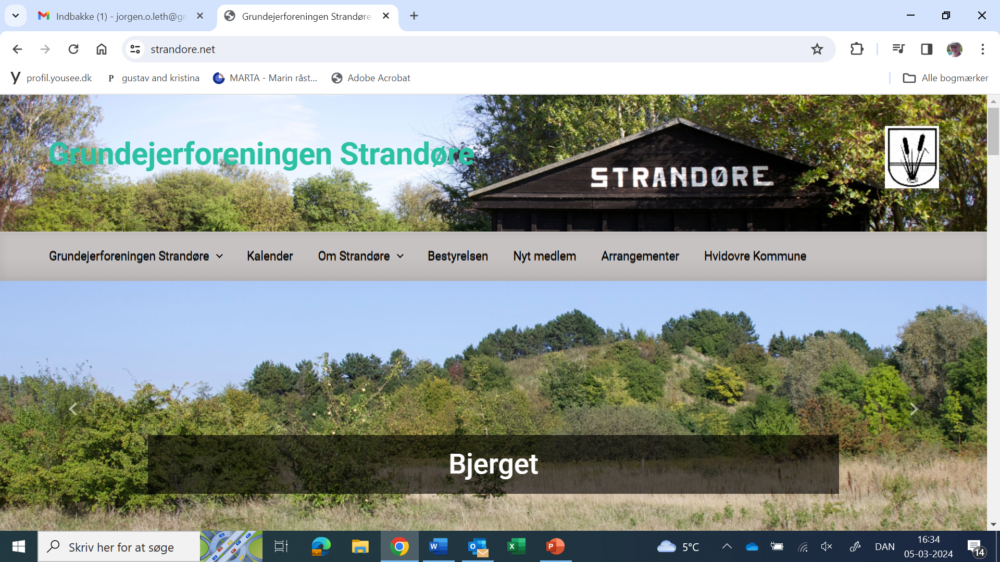 Indbakke (1) - jorgen.o.leth@gn
Grundejerforeningen Strandøre
strandore.net
profil.yousee.dk
P gustav and kristina
MARTA - Marin råst...
Adobe Acrobat
Alle bogmærker
Grundejerforeningen Strandøre
STRANDØRE
Grundejerforeningen Strandøre
Kalender
Om Strandøre
Bestyrelsen
Nyt medlem
Arrangementer
Hvidovre Kommune
Bjerget
Skriv her for at søge
5°C
DAN
16:34
05-03-2024
14